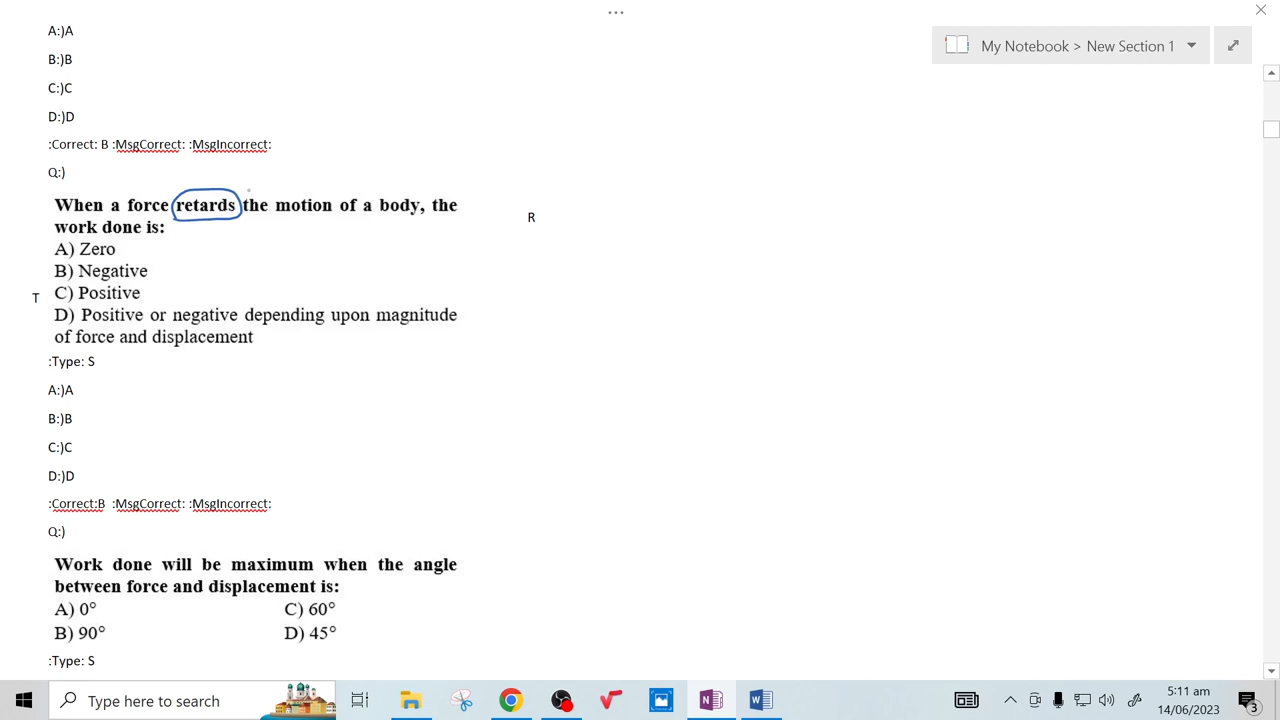 A:)A
My Notebook > New Section 1
B:)B
C:)C
D:)D
:Correct: B :MsgCorrect: :MsgIncorrect:
Q:)
When a force retards the motion of a body, the
work done is:
R
A) Zero
B) Negative
T
C) Positive
D) Positive or negative depending upon magnitude
of force and displacement
:Type: S
A:)A
B:)B
C:)C
D:)D
:Correct:B :MsgCorrect: :MsgIncorrect:
Q:)
Work done will be maximum when the angle
between force and displacement is:
A) 0° C) 60°
B) 90° D) 45°
:Type: S
Type here to search
5:11 am
14/06/2023
3